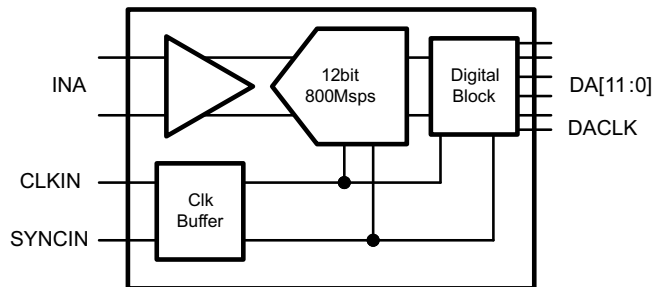 INA
12bit
800Msps
Digital
Block
DA[11:0]
DACLK
CLKIN
Clk
Buffer
SYNCIN